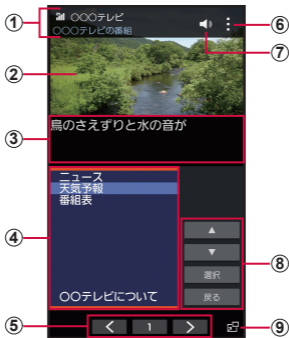 ①
〇〇〇テレビ
〇〇〇テレビの番組
⑥
⑦
②
③
鳥のさえずりと水の音が
④
ニュース
天気予報
番組表
〇〇テレビについて
▲
▼
選択
戻る
⑧
⑤
< 1 >
⑨